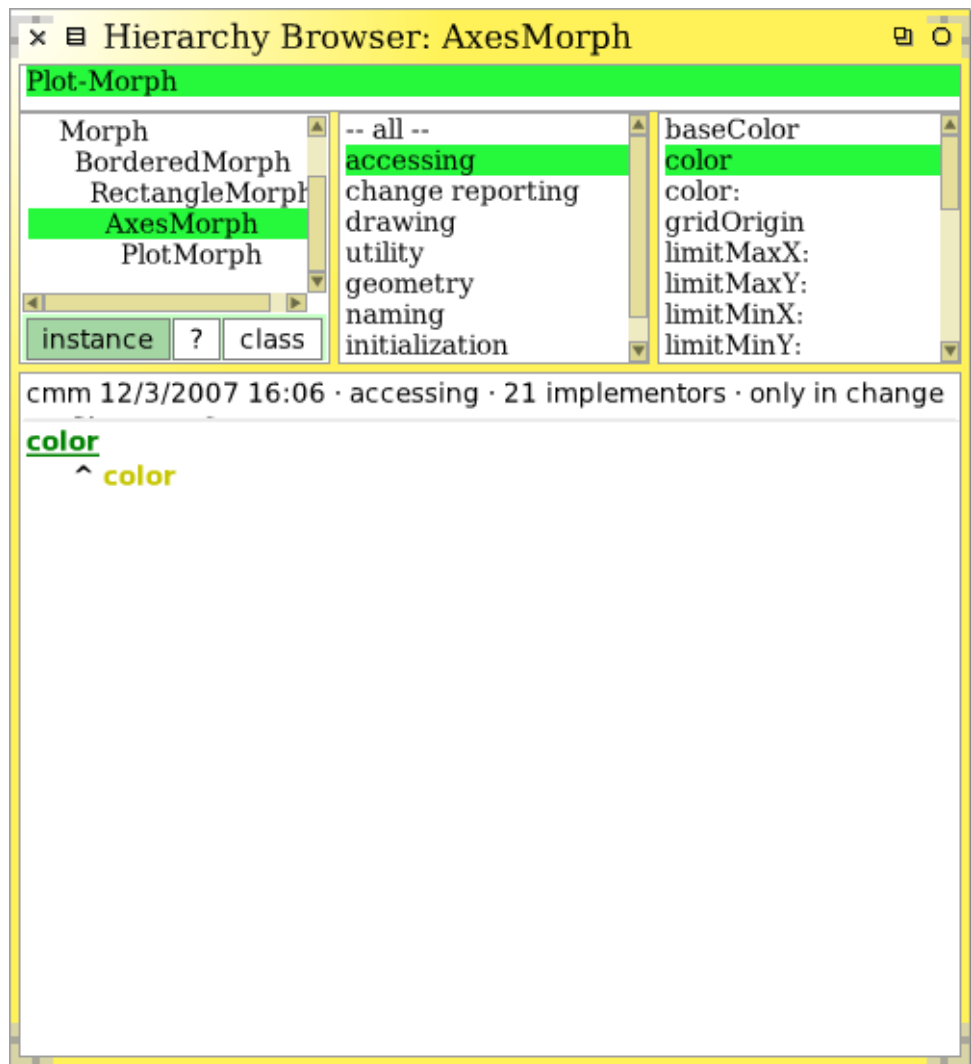 Hierarchy Browser: AxesMorph
Plot-Morph
Morph
BorderedMorph
RectangleMorph
AxesMorph
PlotMorph
instance
?
class
-- all --
accessing
change reporting
drawing
utility
geometry
naming
initialization
baseColor
color
color:
gridOrigin
limitMaxX:
limitMaxY:
limitMinX:
limitMinY:
cmm 12/3/2007 16:06 · accessing · 21 implementors · only in change
color
^ color